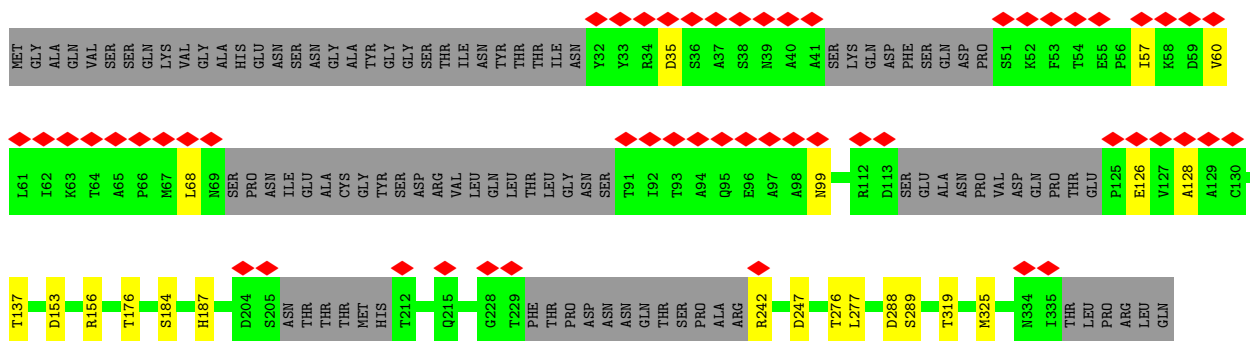 MET GLY ALA GLN VAL SER SER GLN LYS VAL GLY ALA HIS GLU ASN SER ASN GLY ALA TYR GLY GLY SER THR ILE ASN TYR THR THR ILE ASN Y32 Y33 R34 D35 S36 A37 S38 N39 A40 A41 SER LYS GLN ASP PHE SER GLN ASP PRO S51 K52 F53 T54 E55 P56 I57 K58 D59 V60
L61 I62 K63 T64 A65 P66 M67 L68 N69 SER PRO ASN ILE GLU ALA CYS GLY TYR SER ASP ARG VAL LEU GLN LEU THR LEU GLY ASN SER T91 I92 T93 A94 Q95 E96 A97 A98 N99 R112 D113 SER GLU ALA ASN PRO VAL ASP GLN PRO THR GLU P125 E126 V127 A128 A129 C130
T137 D153 R156 T176 S184 H187 D204 S205 ASN THR THR THR MET HIS T212 Q215 G228 T229 PHE THR PRO ASP ASN ASN GLN THR SER PRO ALA ARG R242 D247 T276 L277 D288 S289 T319 M325 N334 I335 THR LEU PRO ARG LEU GLN